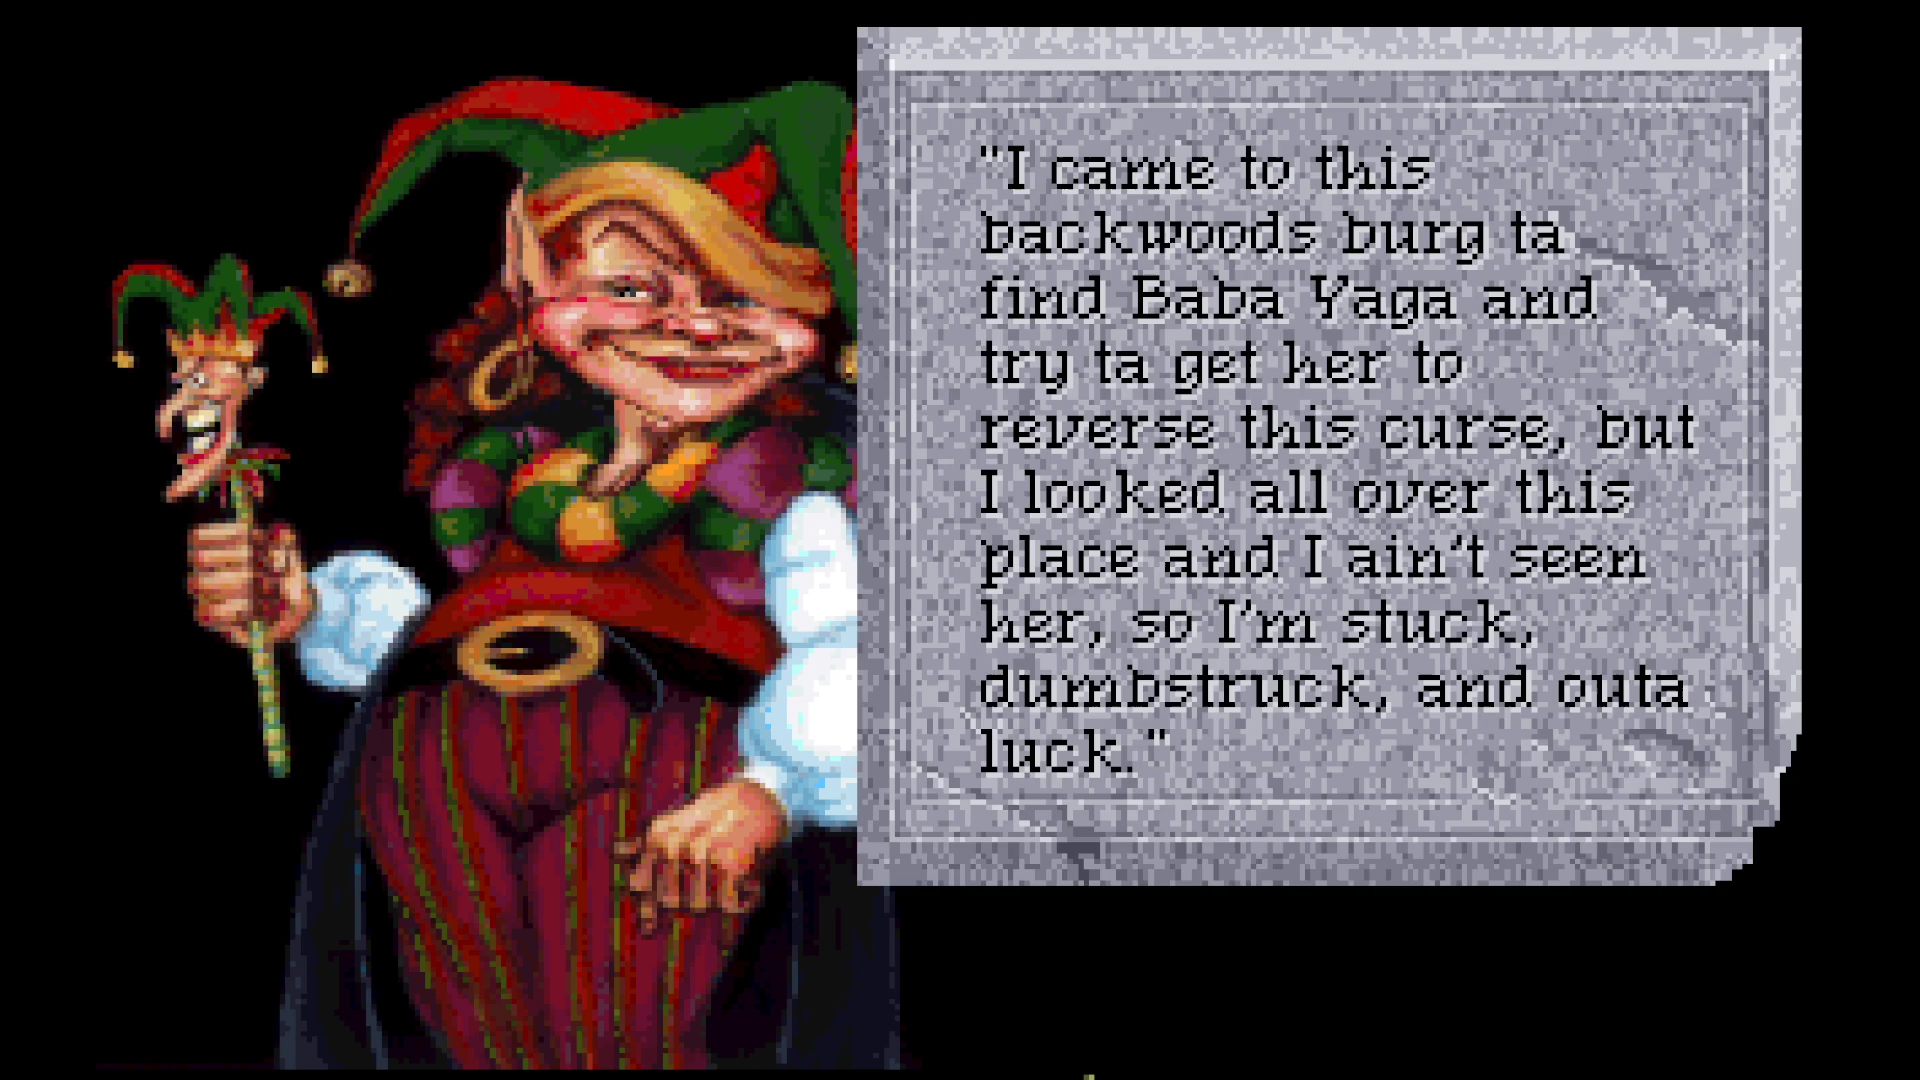 "I came to this
backwoods burg ta
find Baba Yaga and
try ta get her to
reverse this curse, but
I looked all over this
place and I ain't seen
her, so I'm stuck,
dumbstruck, and outa
luck."